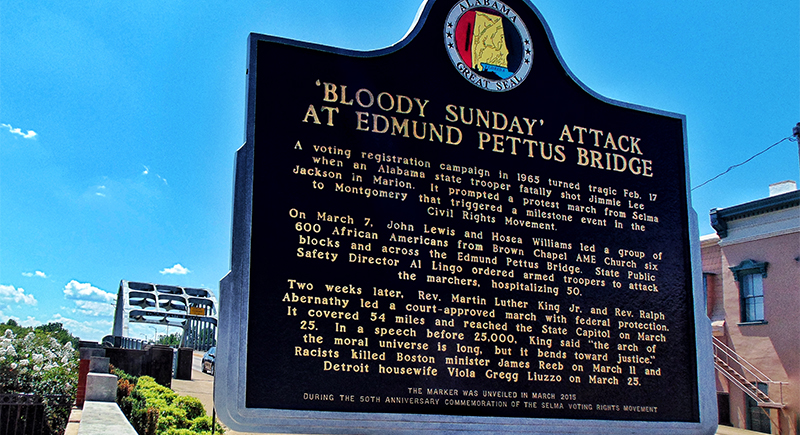 ALABAMA
GREAT SEAL
'BLOODY SUNDAY' ATTACK
AT EDMUND PETTUS BRIDGE
A voting registration campaign in 1965 turned tragic Feb. 17
when an Alabama state trooper fatally shot Jimmie Lee
Jackson in Marion. It prompted a protest march from Selma
to Montgomery that triggered a milestone event in the
Civil Rights Movement.
On March 7, John Lewis and Hosea Williams led a group of
600 African Americans from Brown Chapel AME Church six
blocks and across the Edmund Pettus Bridge. State Public
Safety Director Al Lingo ordered armed troopers to attack
the marchers, hospitalizing 50.
Two weeks later, Rev. Martin Luther King Jr. and Rev. Ralph
Abernathy led a court-approved march with federal protection.
It covered 54 miles and reached the State Capitol on March
25. In a speech before 25,000, King said "the arc of
the moral universe is long, but it bends toward justice."
Racists killed Boston minister James Reeb on March 11 and
Detroit housewife Viola Gregg Liuzzo on March 25.
THE MARKER WAS UNVEILED IN MARCH 2015
DURING THE 50TH ANNIVERSARY COMMEMORATION OF THE SELMA VOTING RIGHTS MOVEMENT